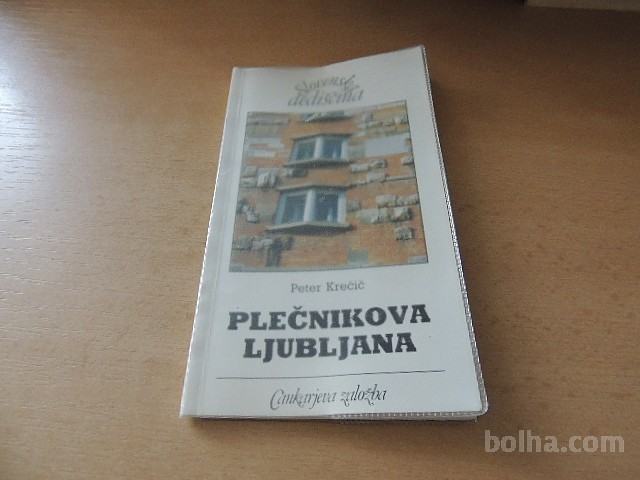 Slovenska
dediščina
Peter Krečič
PLEČNIKOVA
LJUBLJANA
Cankarjeva založba
bolha.com